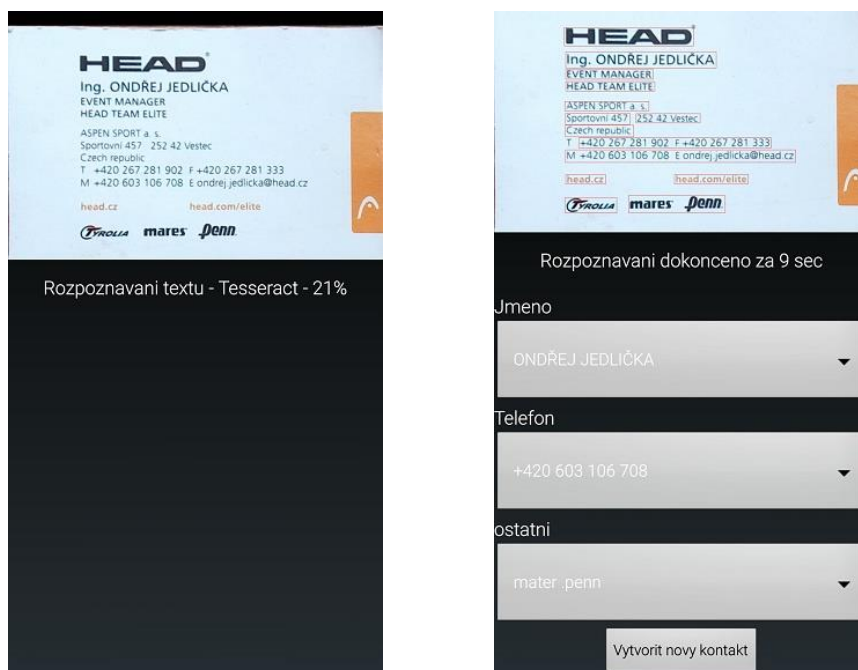 HEAD
Ing. ONDŘEJ JEDLIČKA
EVENT MANAGER
HEAD TEAM ELITE
ASPEN SPORT a. s.
Sportovní 457 252 42 Vestec
Czech republic
T +420 267 281 902 F +420 267 281 333
M +420 603 106 708 E ondrej.jedlicka@head.cz
head.cz head.com/elite
TYROLIA mares penn
Rozpoznavani textu - Tesseract - 21%
HEAD
Ing. ONDŘEJ JEDLIČKA
EVENT MANAGER
HEAD TEAM ELITE
ASPEN SPORT a. s.
Sportovní 457 252 42 Vestec
Czech republic
T +420 267 281 902 F +420 267 281 333
M +420 603 106 708 E ondrej.jedlicka@head.cz
head.cz head.com/elite
TYROLIA mares penn
Rozpoznavani dokonceno za 9 sec
Jmeno
ONDŘEJ JEDLIČKA
Telefon
+420 603 106 708
ostatni
mater .penn
Vytvorit novy kontakt